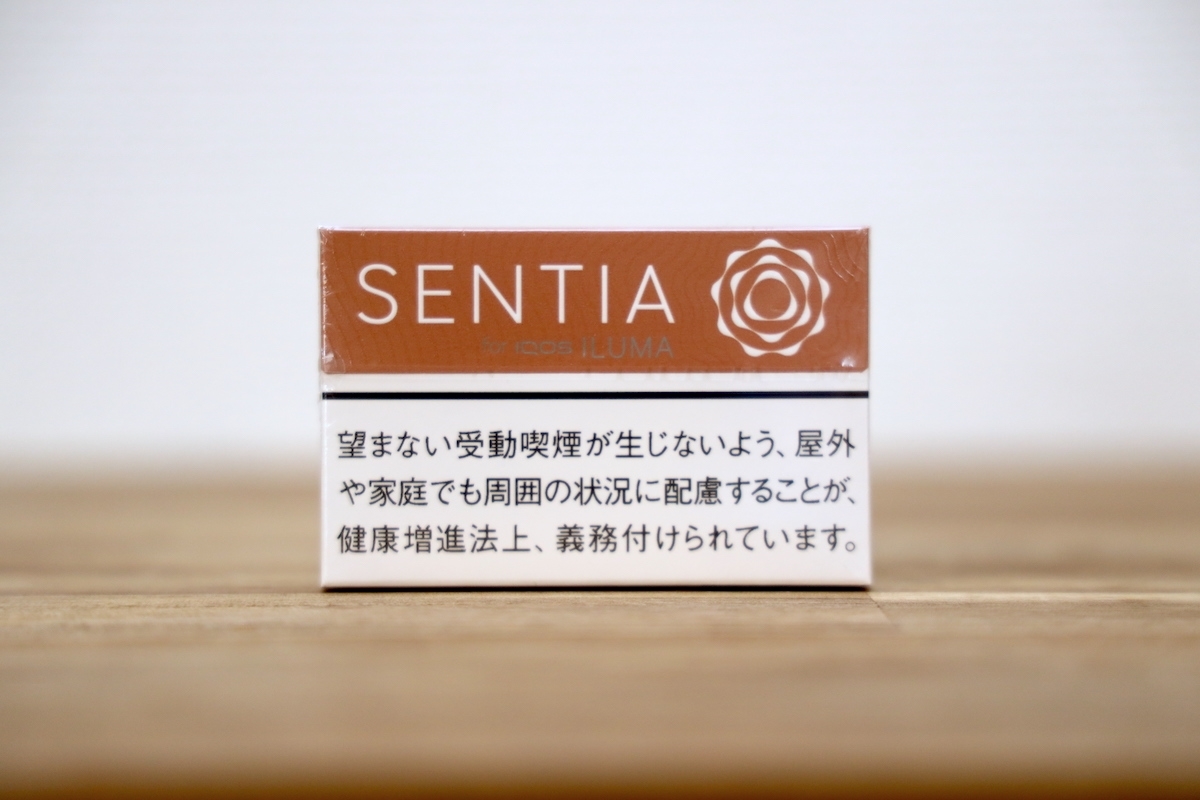 SENTIA
for IQOS ILUMA
望まない受動喫煙が生じないよう、屋外
や家庭でも周囲の状況に配慮することが、
健康増進法上、義務付けられています。